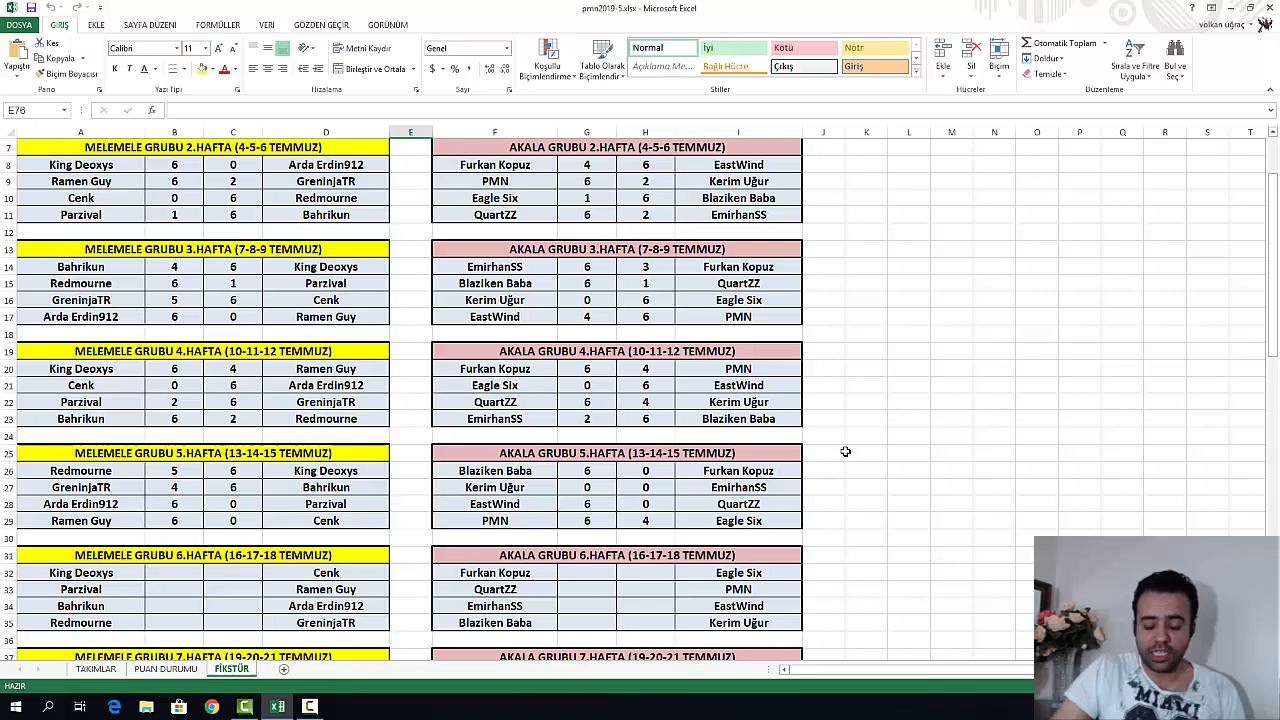 pmn2019-5.xlsx - Microsoft Excel
DOSYA GİRİŞ EKLE SAYFA DÜZENİ FORMÜLLER VERİ GÖZDEN GEÇİR GÖRÜNÜM volkan uğraç
Yapıştır Kes Kopyala Biçim Boyacısı Pano
Calibri 11 K T A Yazı Tipi
Metni Kaydır Birleştir ve Ortala Hizalama
Genel $ % Sayı
Koşullu Biçimlendirme Tablo Olarak Biçimlendir
Normal İyi Kötü Nötr
Açıklama Me... Bağlı Hücre Çıkış Giriş
Stiller
Ekle Sil Biçim Hücreler
Otomatik Toplam Doldur Temizle Sırala ve Filtre Uygula Bul ve Seç Düzenleme
E76 fx
A B C D E F G H I J K L M N O P Q R S T
7 MELEMELE GRUBU 2.HAFTA (4-5-6 TEMMUZ) AKALA GRUBU 2.HAFTA (4-5-6 TEMMUZ)
8 King Deoxys 6 0 Arda Erdin912 Furkan Kopuz 4 6 EastWind
9 Ramen Guy 6 2 GreninjaTR PMN 6 2 Kerim Uğur
10 Cenk 0 6 Redmourne Eagle Six 1 6 Blaziken Baba
11 Parzival 1 6 Bahrikun QuartZZ 6 2 EmirhanSS
12
13 MELEMELE GRUBU 3.HAFTA (7-8-9 TEMMUZ) AKALA GRUBU 3.HAFTA (7-8-9 TEMMUZ)
14 Bahrikun 4 6 King Deoxys EmirhanSS 6 3 Furkan Kopuz
15 Redmourne 6 1 Parzival Blaziken Baba 6 1 QuartZZ
16 GreninjaTR 5 6 Cenk Kerim Uğur 0 6 Eagle Six
17 Arda Erdin912 6 0 Ramen Guy EastWind 4 6 PMN
18
19 MELEMELE GRUBU 4.HAFTA (10-11-12 TEMMUZ) AKALA GRUBU 4.HAFTA (10-11-12 TEMMUZ)
20 King Deoxys 6 4 Ramen Guy Furkan Kopuz 6 4 PMN
21 Cenk 0 6 Arda Erdin912 Eagle Six 0 6 EastWind
22 Parzival 2 6 GreninjaTR QuartZZ 6 4 Kerim Uğur
23 Bahrikun 6 2 Redmourne EmirhanSS 2 6 Blaziken Baba
24
25 MELEMELE GRUBU 5.HAFTA (13-14-15 TEMMUZ) AKALA GRUBU 5.HAFTA (13-14-15 TEMMUZ)
26 Redmourne 5 6 King Deoxys Blaziken Baba 6 0 Furkan Kopuz
27 GreninjaTR 4 6 Bahrikun Kerim Uğur 0 0 EmirhanSS
28 Arda Erdin912 6 0 Parzival EastWind 6 0 QuartZZ
29 Ramen Guy 6 0 Cenk PMN 6 4 Eagle Six
30
31 MELEMELE GRUBU 6.HAFTA (16-17-18 TEMMUZ) AKALA GRUBU 6.HAFTA (16-17-18 TEMMUZ)
32 King Deoxys Cenk Furkan Kopuz Eagle Six
33 Parzival Ramen Guy QuartZZ PMN
34 Bahrikun Arda Erdin912 EmirhanSS EastWind
35 Redmourne GreninjaTR Blaziken Baba Kerim Uğur
36
37 MELEMELE GRUBU 7.HAFTA (19-20-21 TEMMUZ) AKALA GRUBU 7.HAFTA (19-20-21 TEMMUZ)
TAKIMLAR PUAN DURUMU FİKSTÜR
HAZIR
MIAMI